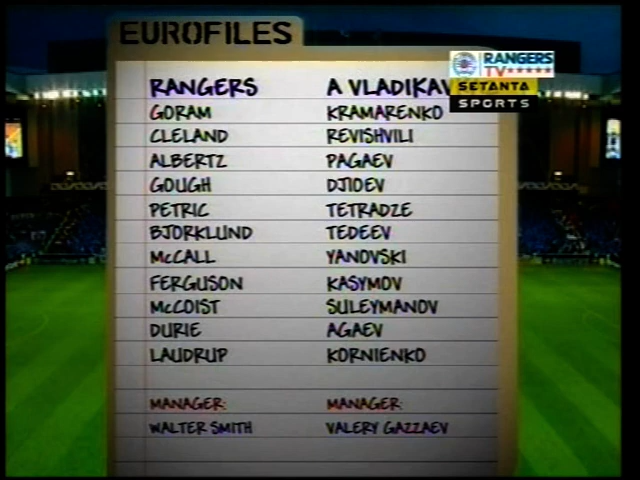 EUROFILES
RANGERS TV
SETANTA
SPORTS
RANGERS A VLADIKAV
GORAM KRAMARENKO
CLELAND REVISHVILI
ALBERTZ PAGAEV
GOUGH DJIOEV
PETRIC TETRADZE
BJORKLUND TEDEEV
McCALL YANOVSKI
FERGUSON KASYMOV
McCOIST SULEYMANOV
DURIE AGAEV
LAUDRUP KORNIENKO
MANAGER: MANAGER:
WALTER SMITH VALERY GAZZAEV